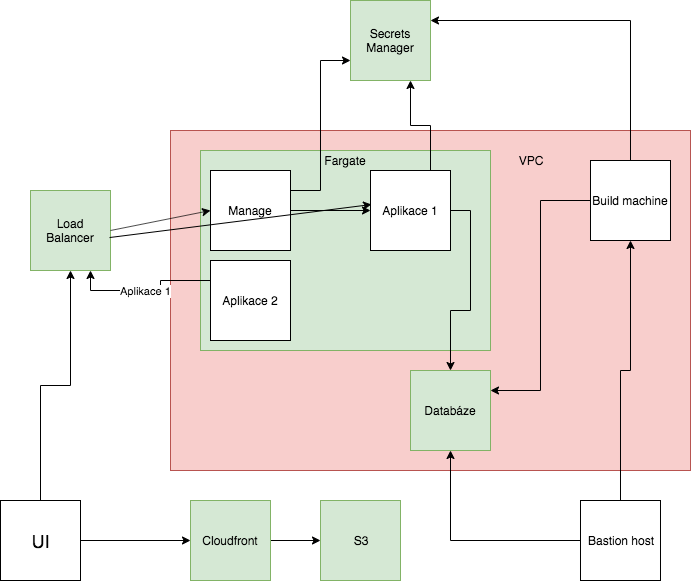 Secrets
Manager
Fargate
VPC
Manage
Aplikace 1
Build machine
Load
Balancer
Aplikace 1
Aplikace 2
Databáze
UI
Cloudfront
S3
Bastion host